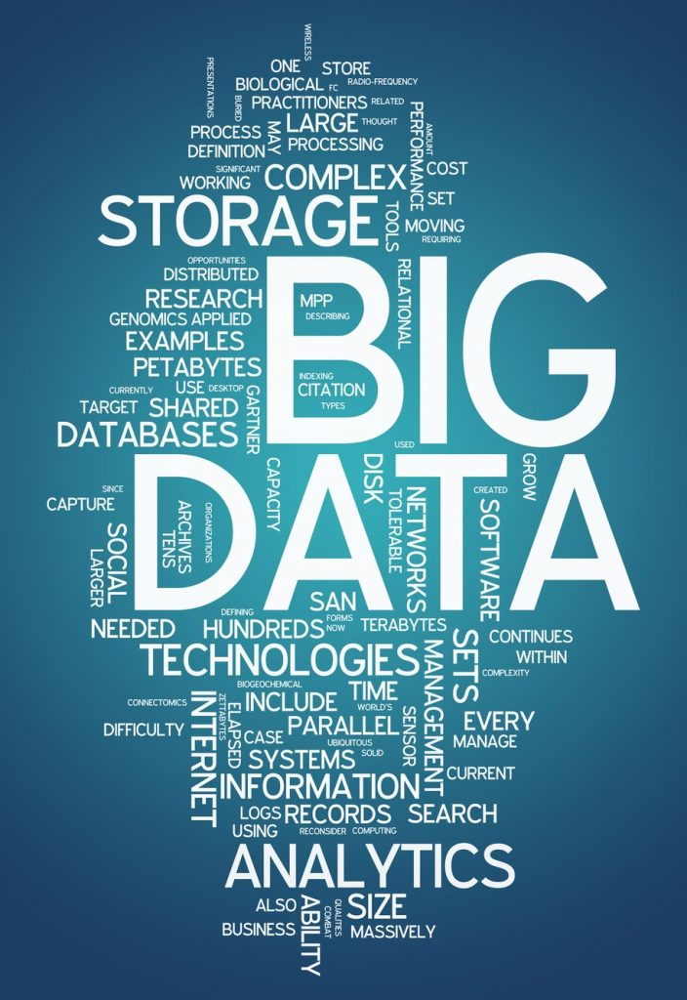 WIRELESS
ONE
STORE
PRESENTATIONS
BIOLOGICAL
FC
RADIO-FREQUENCY
BURIED
PRACTITIONERS
RELATED
PROCESS
MAY
LARGE
THOUGHT
PERFORMANCE
AMOUNT
DEFINITION
PROCESSING
SIGNIFICANT
WORKING
COMPLEX
COST
STORAGE
TOOLS
SET
MOVING
REQUIRING
OPPORTUNITIES
DISTRIBUTED
BIG
RELATIONAL
RESEARCH
MPP
GENOMICS
APPLIED
DESCRIBING
EXAMPLES
PETABYTES
INDEXING
CURRENTLY
USE
DESKTOP
GARTNER
CITATION
TARGET
SHARED
TYPES
DATABASES
USED
DATA
CAPACITY
DISK
GROW
SINCE
CAPTURE
ARCHIVES
TENS
ORGANIZATIONS
TOLERABLE
NETWORKS
CREATED
SOFTWARE
SOCIAL
LARGER
SAN
DEFINING
FORMS
NEEDED
HUNDREDS
NOW
TERABYTES
CONTINUES
TECHNOLOGIES
MANAGEMENT
SETS
WITHIN
COMPLEXITY
BIOGEOCHEMICAL
CONNECTOMICS
INTERNET
ZETTABYTES
ELAPSED
INCLUDE
TIME
WORLD'S
SENSOR
DIFFICULTY
CASE
PARALLEL
EVERY
UBIQUITOUS
MANAGE
SYSTEMS
SOLID
CURRENT
INFORMATION
LOGS
RECORDS
SEARCH
USING
RECONSIDER
COMPUTING
ANALYTICS
ALSO
ABILITY
QUALITIES
COMBAT
SIZE
BUSINESS
MASSIVELY